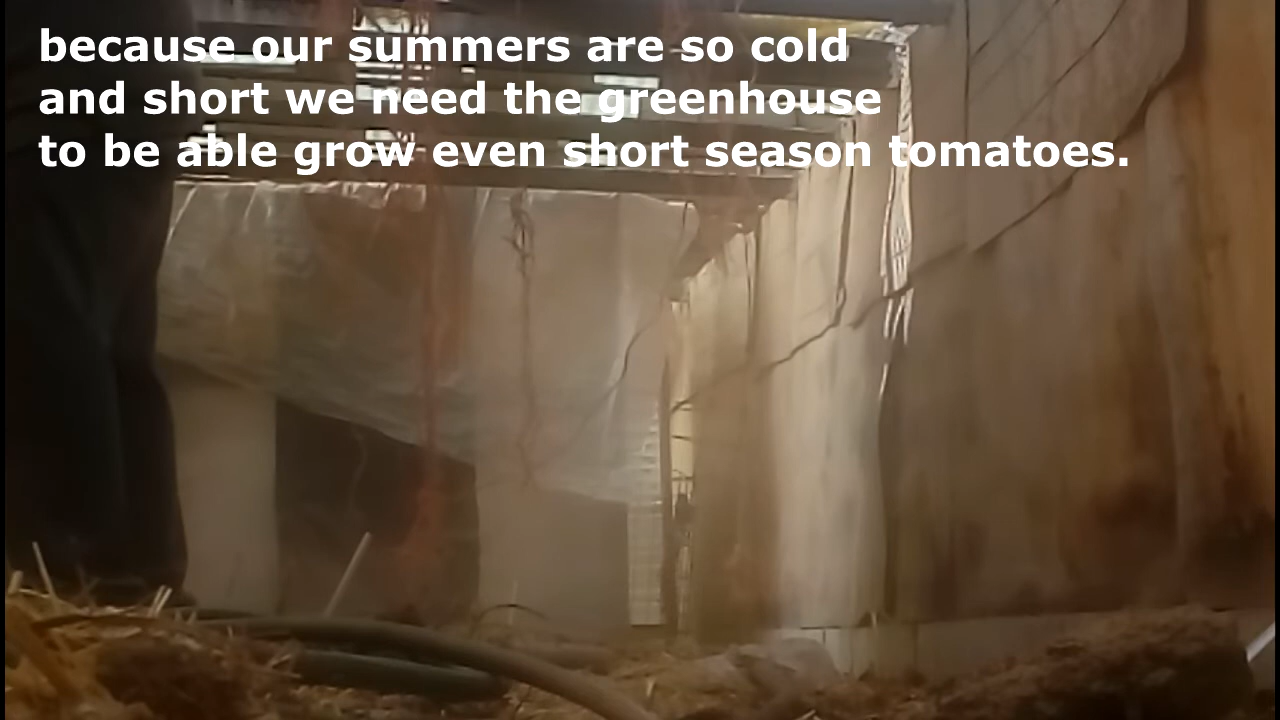 because our summers are so cold
and short we need the greenhouse
to be able grow even short season tomatoes.